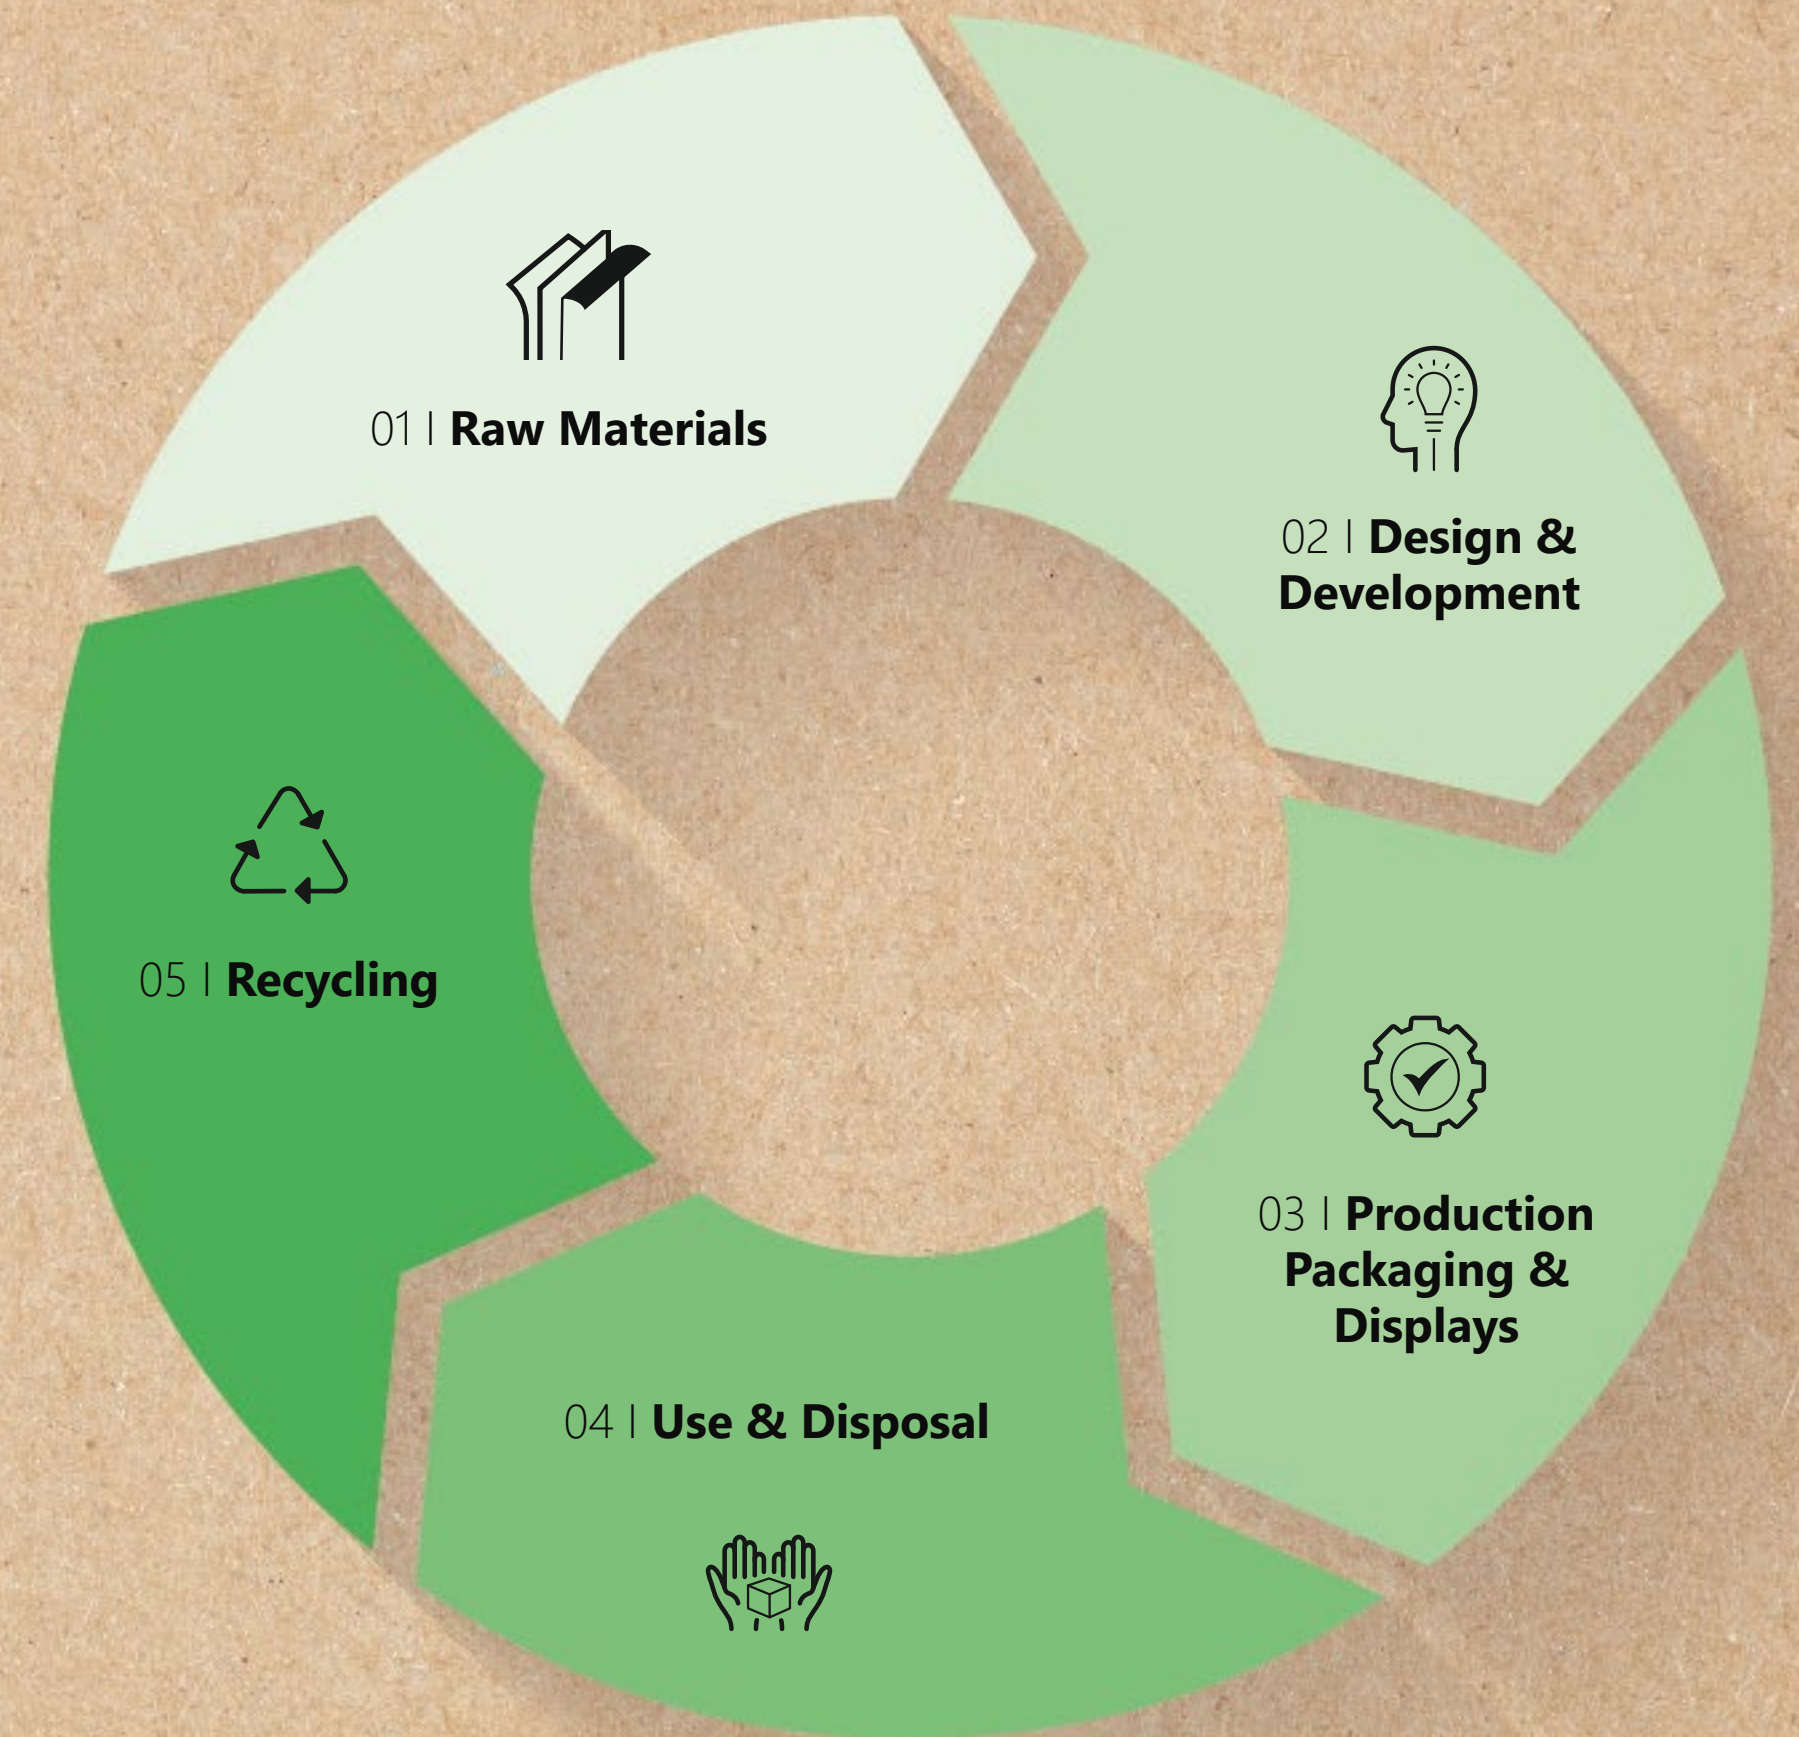 01 | Raw Materials
02 | Design &
Development
03 | Production
Packaging &
Displays
04 | Use & Disposal
05 | Recycling